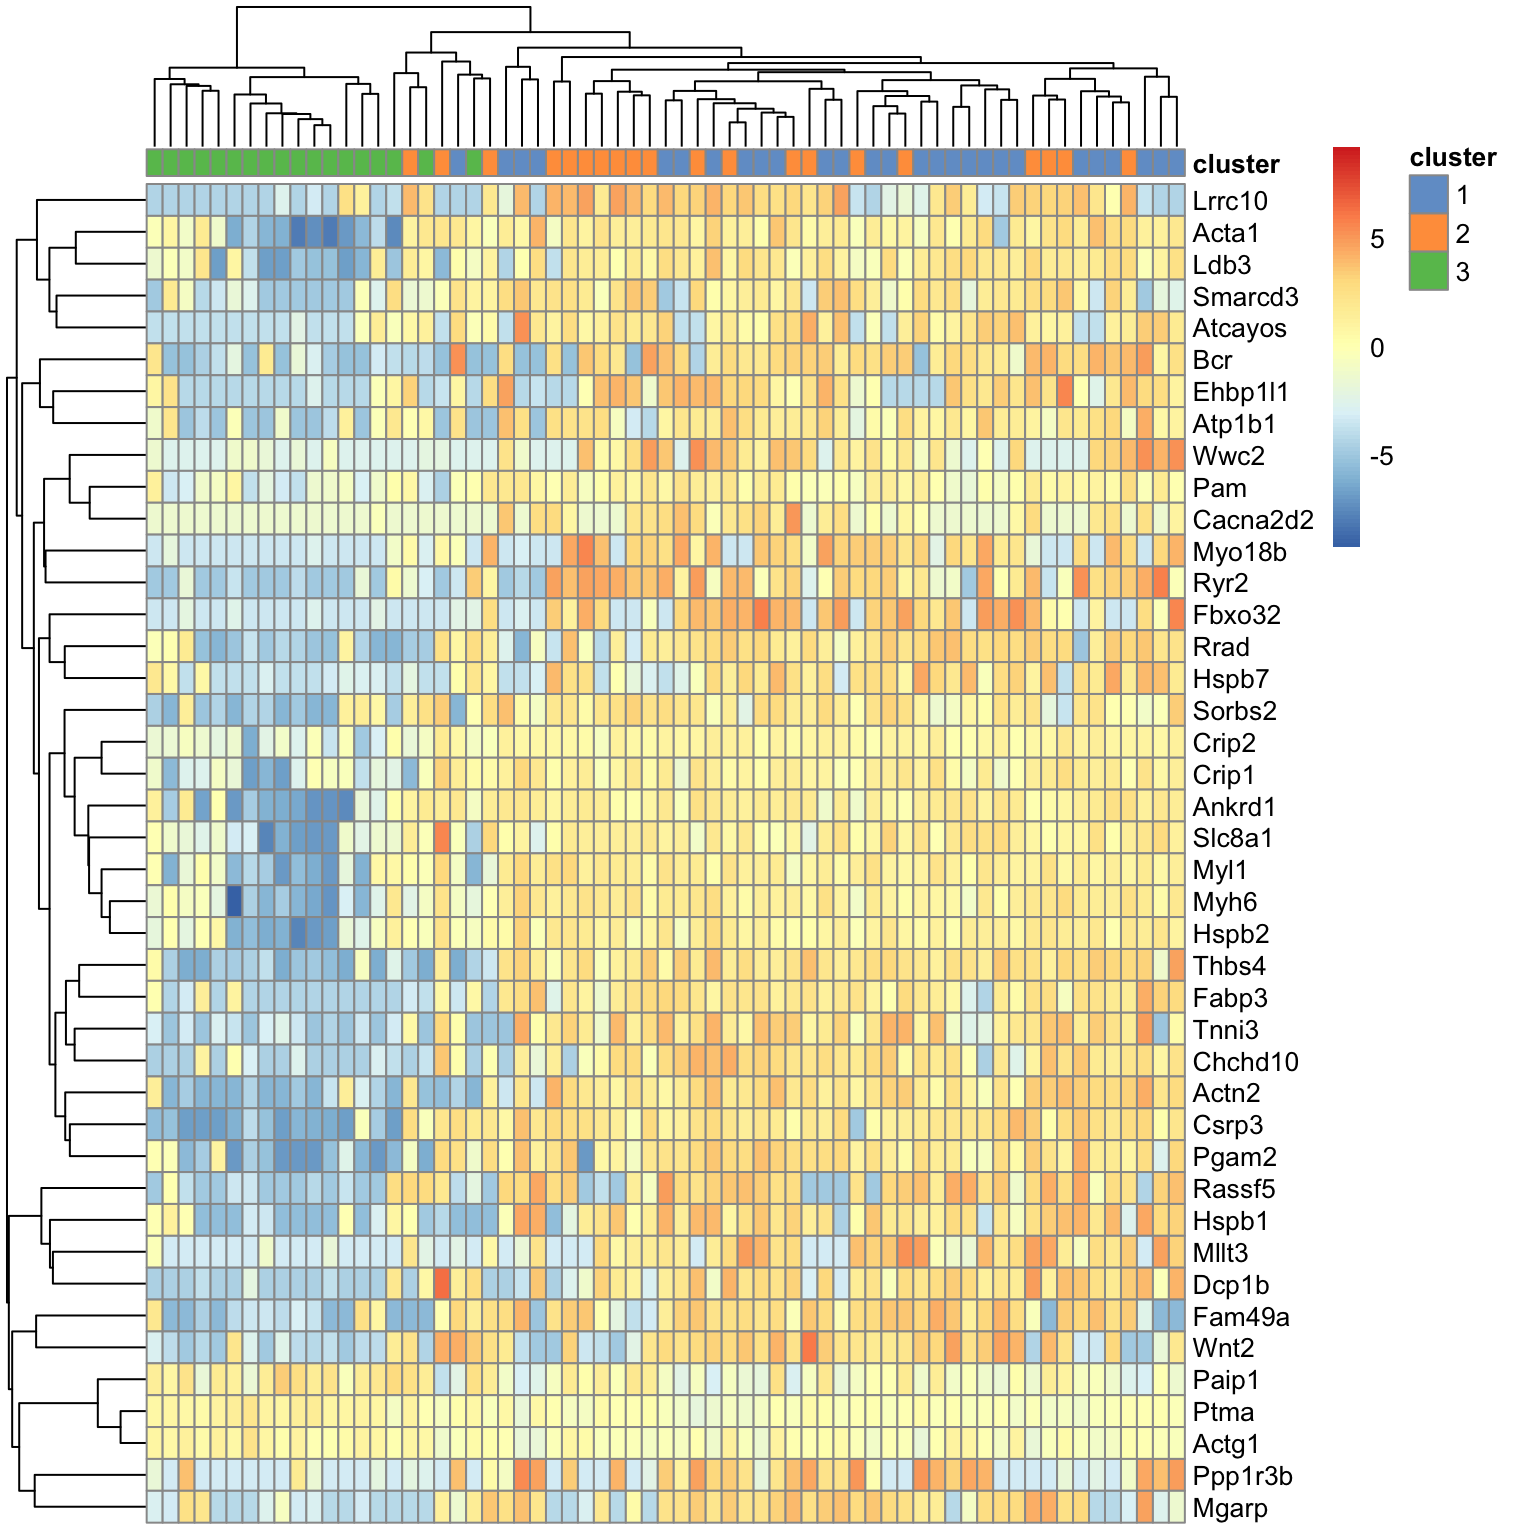 cluster
Lrrc10
Acta1
Ldb3
Smarcd3
Atcayos
Bcr
Ehbp1l1
Atp1b1
Wwc2
Pam
Cacna2d2
Myo18b
Ryr2
Fbxo32
Rrad
Hspb7
Sorbs2
Crip2
Crip1
Ankrd1
Slc8a1
Myl1
Myh6
Hspb2
Thbs4
Fabp3
Tnni3
Chchd10
Actn2
Csrp3
Pgam2
Rassf5
Hspb1
Mllt3
Dcp1b
Fam49a
Wnt2
Paip1
Ptma
Actg1
Ppp1r3b
Mgarp
5
0
-5
cluster
1
2
3